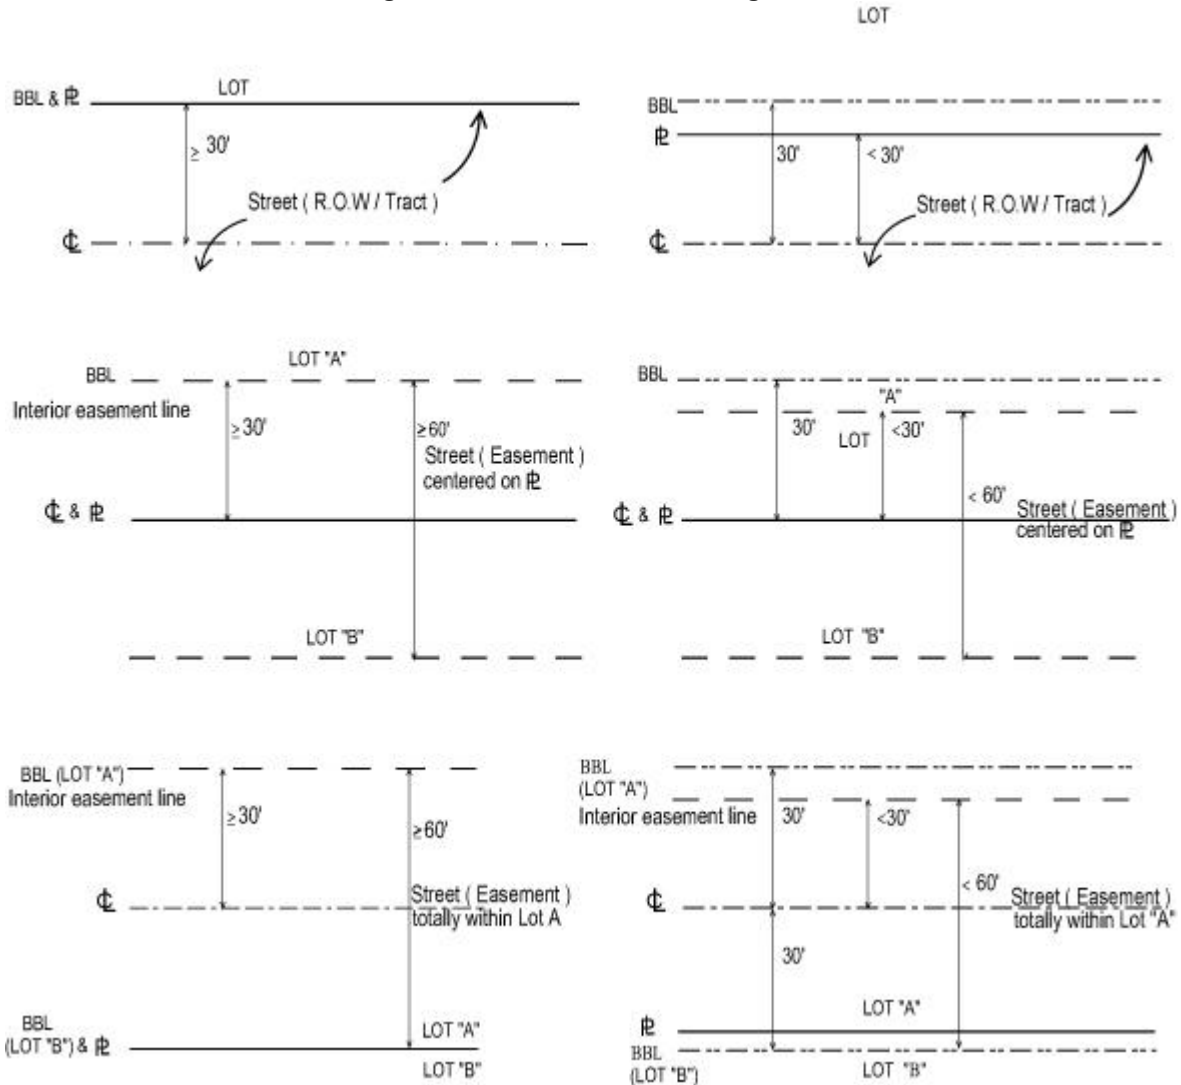 LOT
BBL & ⅊
≥ 30'
Street ( R.O.W / Tract )
℄
LOT
BBL
⅊
30'
< 30'
Street ( R.O.W / Tract )
℄
LOT "A"
BBL
Interior easement line
≥30'
≥60'
Street ( Easement )
centered on ⅊
℄ & ⅊
LOT "B"
BBL
"A"
30'
LOT
<30'
< 60'
Street ( Easement )
centered on ⅊
℄ & ⅊
LOT "B"
BBL (LOT "A")
Interior easement line
≥30'
≥60'
℄
Street ( Easement )
totally within Lot A
BBL
(LOT "B") & ⅊
LOT "A"
LOT "B"
BBL
(LOT "A")
Interior easement line
30'
<30'
< 60'
℄
Street ( Easement )
totally within Lot "A"
30'
LOT "A"
⅊
BBL
(LOT "B")
LOT "B"